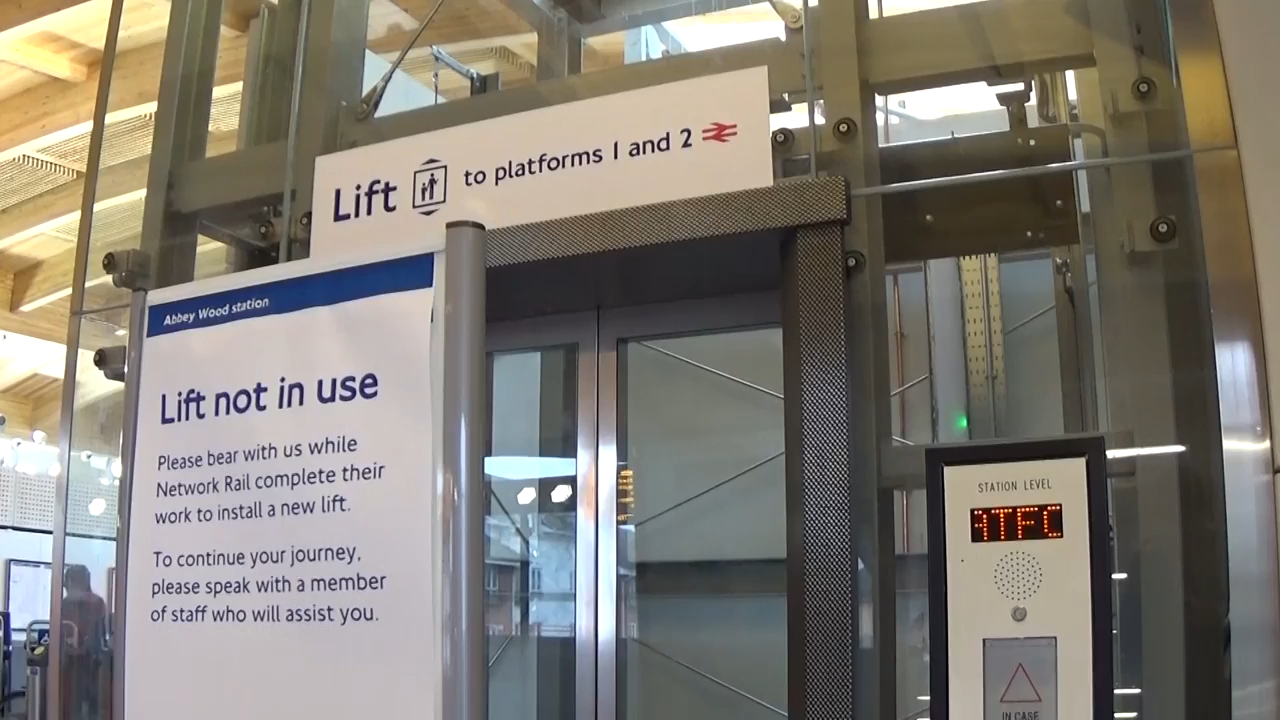 Lift to platforms 1 and 2
Abbey Wood station
Lift not in use
Please bear with us while
Network Rail complete their
work to install a new lift.
To continue your journey,
please speak with a member
of staff who will assist you.
STATION LEVEL
IN CASE